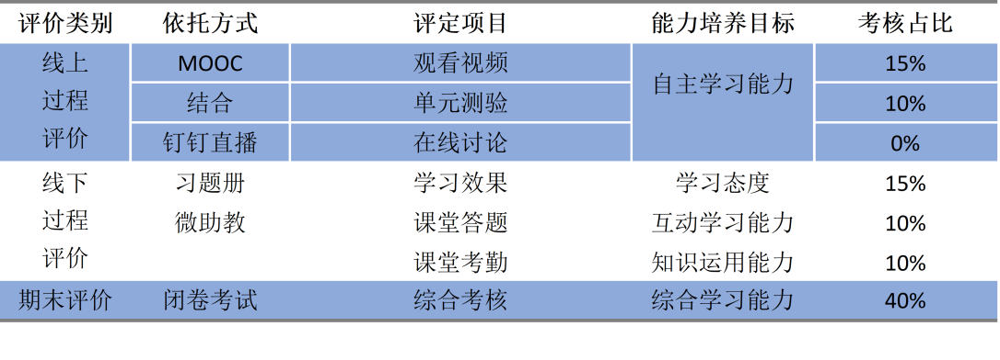 评价类别 依托方式 评定项目 能力培养目标 考核占比
线上 MOOC 观看视频 自主学习能力 15%
过程 结合 单元测验 10%
评价 钉钉直播 在线讨论 0%
线下 习题册 学习效果 学习态度 15%
过程 微助教 课堂答题 互动学习能力 10%
评价 课堂考勤 知识运用能力 10%
期末评价 闭卷考试 综合考核 综合学习能力 40%